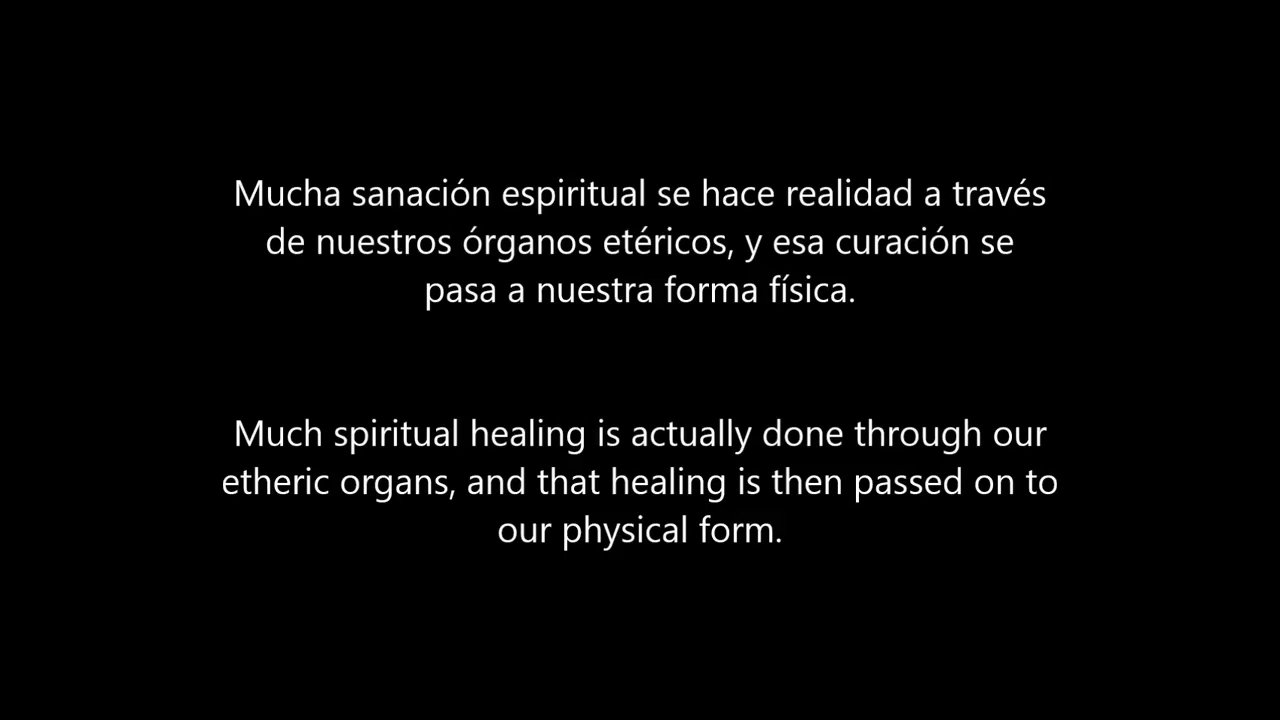 Mucha sanación espiritual se hace realidad a través
de nuestros órganos etéricos, y esa curación se
pasa a nuestra forma física.
Much spiritual healing is actually done through our
etheric organs, and that healing is then passed on to
our physical form.